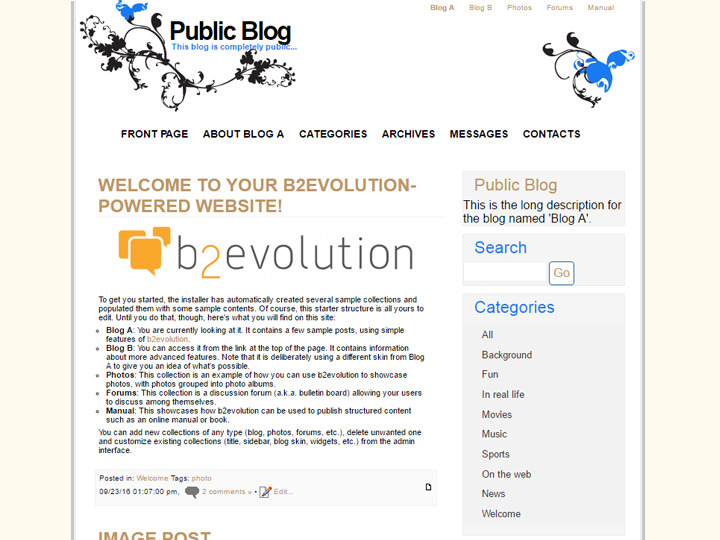 Blog A Blog B Photos Forums Manual
Public Blog
This blog is completely public...
FRONT PAGE ABOUT BLOG A CATEGORIES ARCHIVES MESSAGES CONTACTS
WELCOME TO YOUR B2EVOLUTION-
POWERED WEBSITE!
b2evolution
To get you started, the installer has automatically created several sample collections and
populated them with some sample contents. Of course, this starter structure is all yours to
edit. Until you do that, though, here's what you will find on this site:
Blog A: You are currently looking at it. It contains a few sample posts, using simple
features of b2evolution.
Blog B: You can access it from the link at the top of the page. It contains information
about more advanced features. Note that it is deliberately using a different skin from Blog
A to give you an idea of what's possible.
Photos: This collection is an example of how you can use b2evolution to showcase
photos, with photos grouped into photo albums.
Forums: This collection is a discussion forum (a.k.a. bulletin board) allowing your users
to discuss among themselves.
Manual: This showcases how b2evolution can be used to publish structured content
such as an online manual or book.
You can add new collections of any type (blog, photos, forums, etc.), delete unwanted one
and customize existing collections (title, sidebar, blog skin, widgets, etc.) from the admin
interface.
Posted in: Welcome Tags: photo
09/23/16 01:07:00 pm, 2 comments » • Edit...
IMAGE POST
Public Blog
This is the long description for
the blog named 'Blog A'.
Search
Go
Categories
All
Background
Fun
In real life
Movies
Music
Sports
On the web
News
Welcome